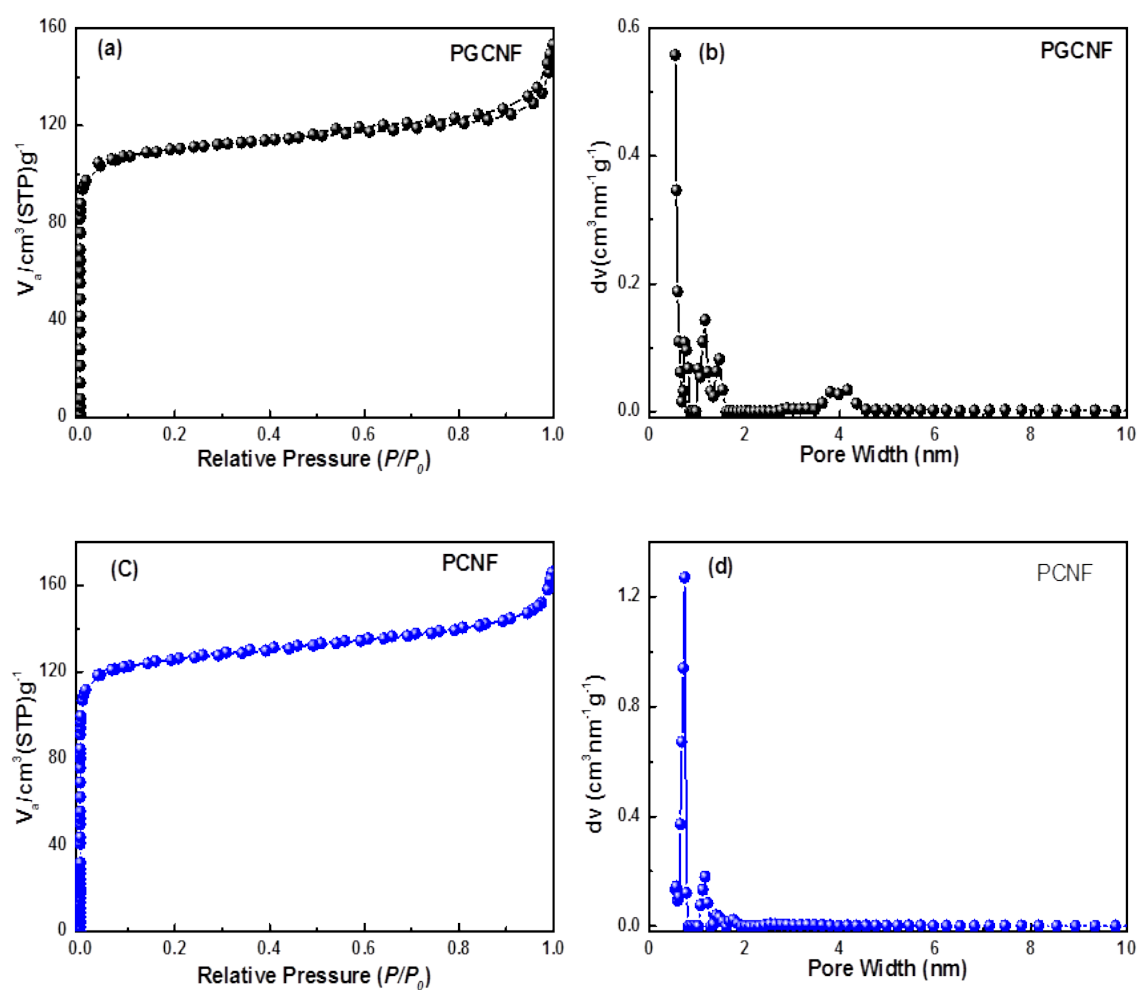 (a)
PGCNF
160
120
80
40
0
V_a/cm³(STP)g⁻¹
0.0 0.2 0.4 0.6 0.8 1.0
Relative Pressure (P/P₀)
(b)
PGCNF
0.6
0.4
0.2
0.0
dv(cm³nm⁻¹g⁻¹)
0 2 4 6 8 10
Pore Width (nm)
(C)
PCNF
160
120
80
40
0
V_a/cm³(STP)g⁻¹
0.0 0.2 0.4 0.6 0.8 1.0
Relative Pressure (P/P₀)
(d)
PCNF
1.2
0.8
0.4
0.0
dv (cm³nm⁻¹g⁻¹)
0 2 4 6 8 10
Pore Width (nm)